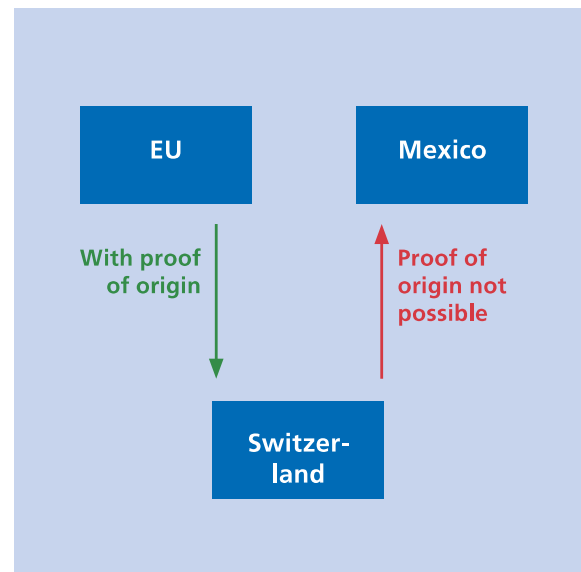 EU
Mexico
With proof
of origin
Proof of
origin not
possible
Switzer-
land